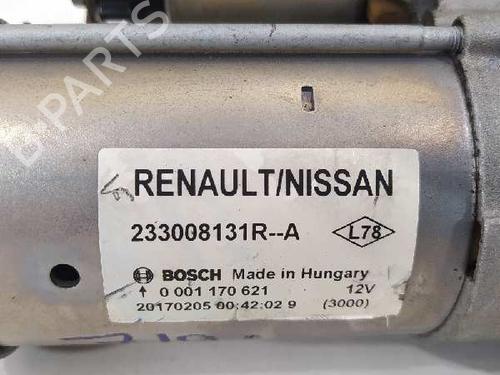 RENAULT/NISSAN
233008131R--A L78
BOSCH Made in Hungary
0 001 170 621 12V
20170205 00:42:02 9 (3000)
B-PARTS